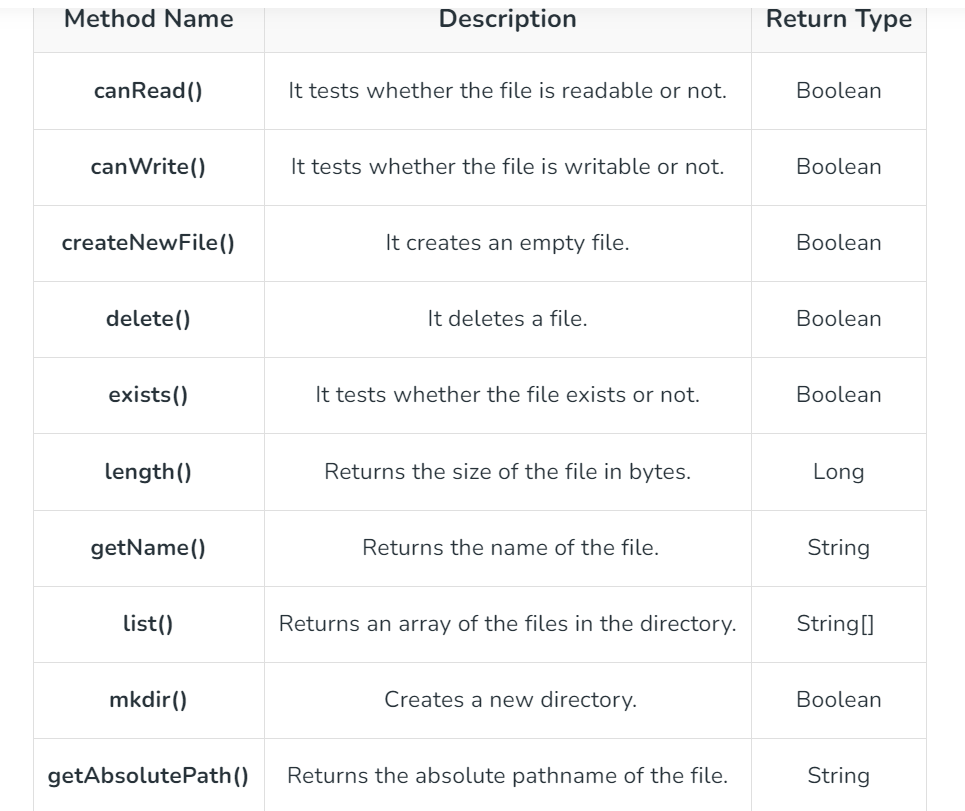 Method Name Description Return Type
canRead() It tests whether the file is readable or not. Boolean
canWrite() It tests whether the file is writable or not. Boolean
createNewFile() It creates an empty file. Boolean
delete() It deletes a file. Boolean
exists() It tests whether the file exists or not. Boolean
length() Returns the size of the file in bytes. Long
getName() Returns the name of the file. String
list() Returns an array of the files in the directory. String[]
mkdir() Creates a new directory. Boolean
getAbsolutePath() Returns the absolute pathname of the file. String